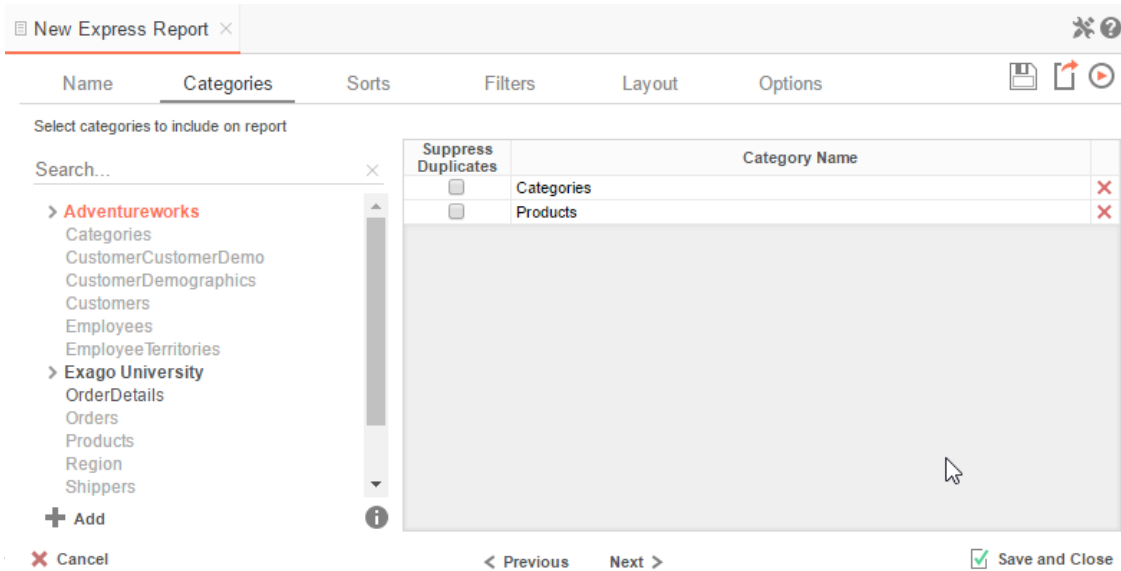 New Express Report
Name Categories Sorts Filters Layout Options
Select categories to include on report
Search...
Adventureworks
Categories
CustomerCustomerDemo
CustomerDemographics
Customers
Employees
EmployeeTerritories
Exago University
OrderDetails
Orders
Products
Region
Shippers
Add
Suppress
Duplicates
Category Name
Categories
Products
Cancel
< Previous Next >
Save and Close